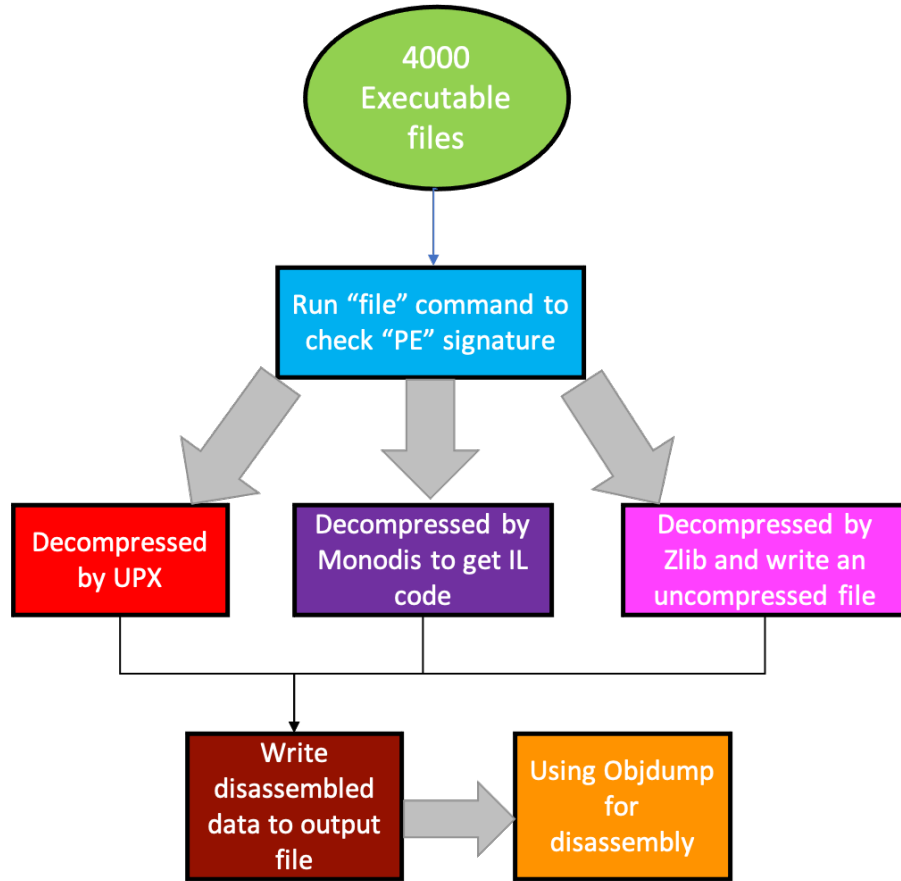 4000
Executable
files
Run “file” command to
check “PE” signature
Decompressed
by UPX
Decompressed by
Monodis to get IL
code
Decompressed by
Zlib and write an
uncompressed file
Write
disassembled
data to output
file
Using Objdump
for
disassembly